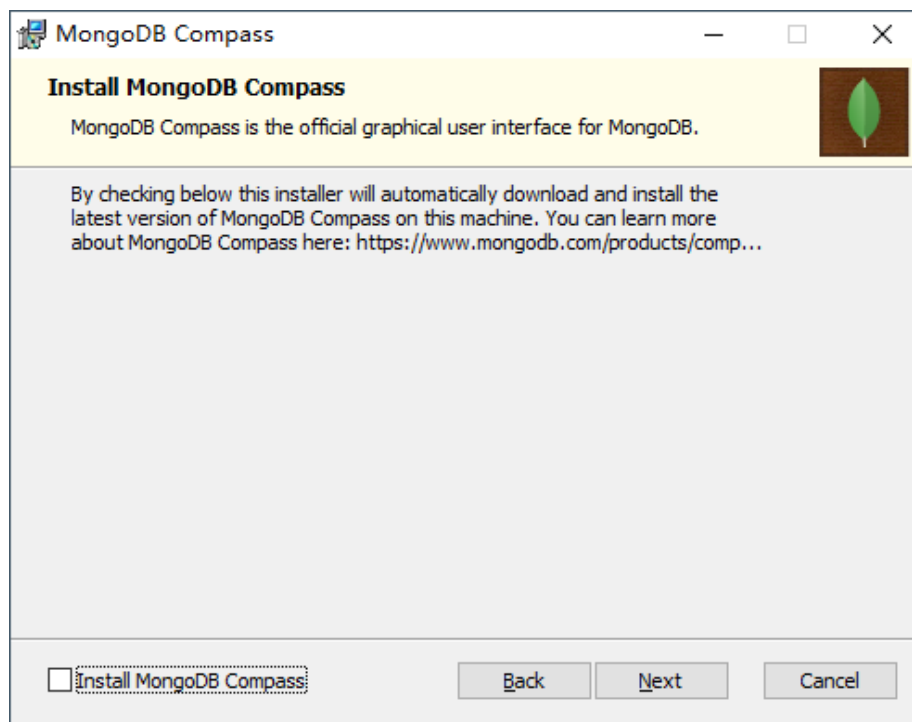 MongoDB Compass
Install MongoDB Compass
MongoDB Compass is the official graphical user interface for MongoDB.
By checking below this installer will automatically download and install the
latest version of MongoDB Compass on this machine. You can learn more
about MongoDB Compass here: https://www.mongodb.com/products/comp...
Install MongoDB Compass
Back
Next
Cancel